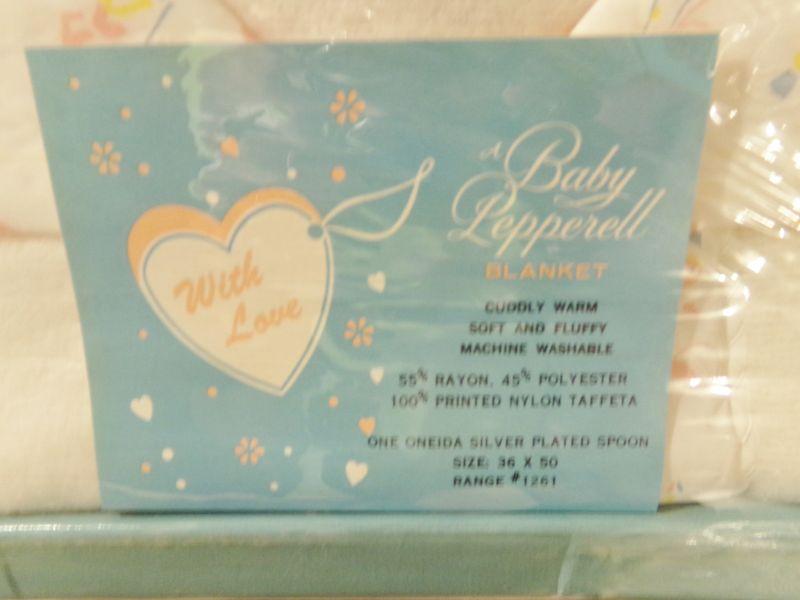 With
Love
A
Baby
Pepperell
BLANKET
CUDDLY WARM
SOFT AND FLUFFY
MACHINE WASHABLE
55% RAYON, 45% POLYESTER
100% PRINTED NYLON TAFFETA
ONE ONEIDA SILVER PLATED SPOON
SIZE: 36 X 50
RANGE #1261